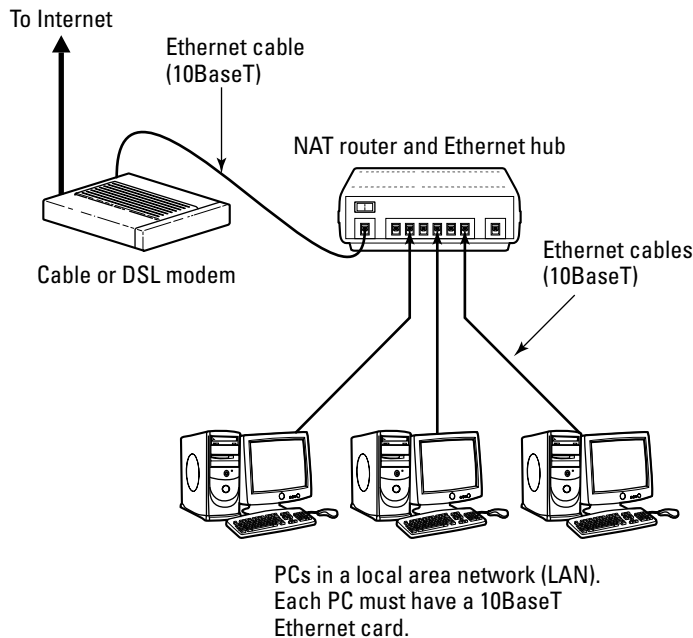 To Internet
Ethernet cable
(10BaseT)
NAT router and Ethernet hub
Cable or DSL modem
Ethernet cables
(10BaseT)
PCs in a local area network (LAN).
Each PC must have a 10BaseT
Ethernet card.